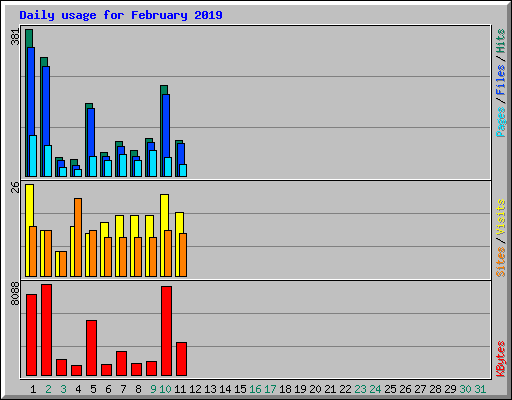 Daily usage for February 2019
381
Pages / Files / Hits
26
Sites / Visits
8088
KBytes
1 2 3 4 5 6 7 8 9 10 11 12 13 14 15 16 17 18 19 20 21 22 23 24 25 26 27 28 29 30 31